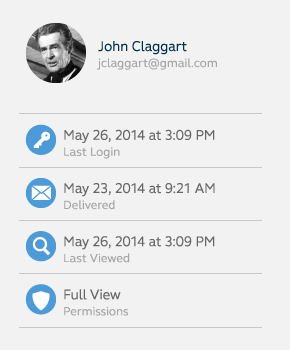 John Claggart
jclaggart@gmail.com
May 26, 2014 at 3:09 PM
Last Login
May 23, 2014 at 9:21 AM
Delivered
May 26, 2014 at 3:09 PM
Last Viewed
Full View
Permissions